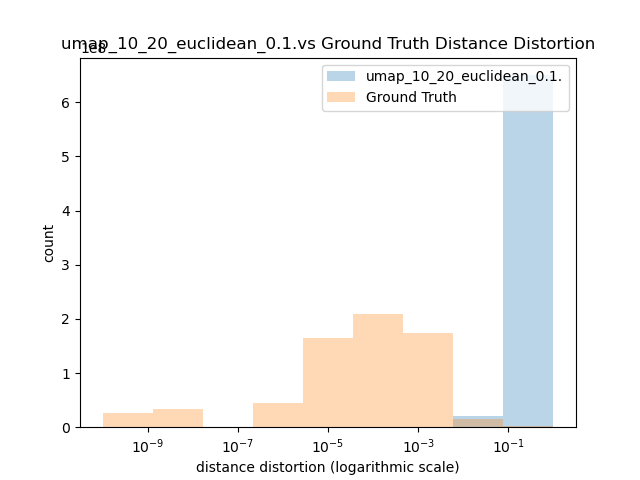 umap_10_20_euclidean_0.1.vs Ground Truth Distance Distortion
1e8
umap_10_20_euclidean_0.1.
Ground Truth
6
5
4
3
2
1
0
count
10⁻⁹
10⁻⁷
10⁻⁵
10⁻³
10⁻¹
distance distortion (logarithmic scale)